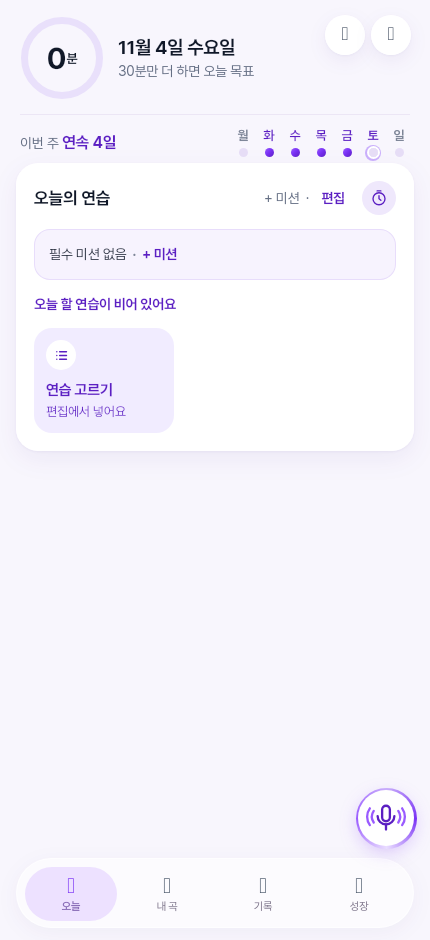 0분
11월 4일 수요일
30분만 더 하면 오늘 목표
이번 주 연속 4일
월 화 수 목 금 토 일
오늘의 연습
+ 미션 · 편집
필수 미션 없음 · + 미션
오늘 할 연습이 비어 있어요
연습 고르기
편집에서 넣어요
오늘 내 곡 기록 성장